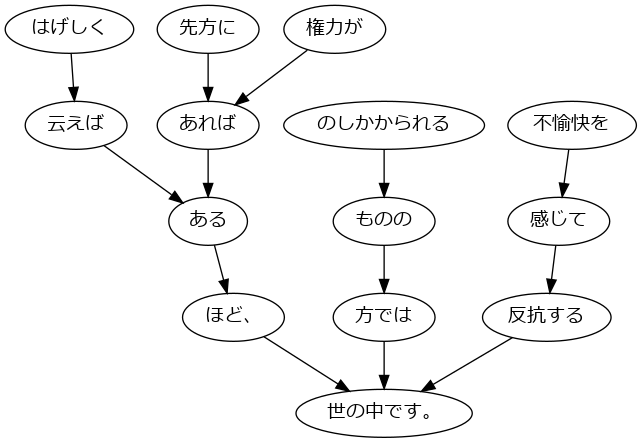 はげしく
先方に
権力が
云えば
あれば
のしかかられる
不愉快を
ある
ものの
感じて
ほど、
方では
反抗する
世の中です。